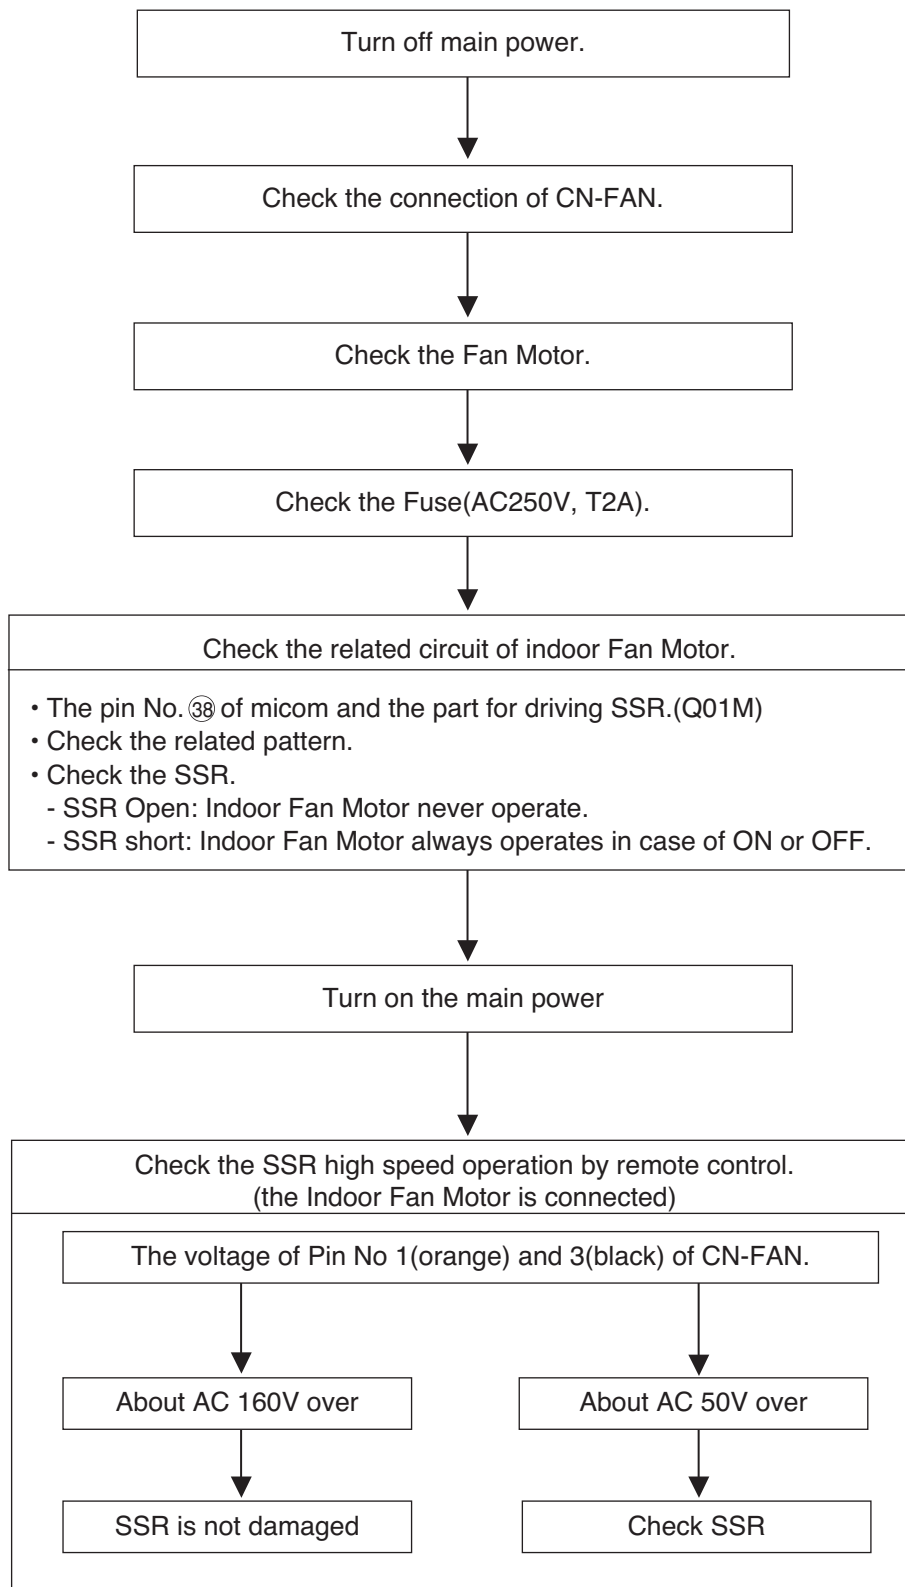 Turn off main power.
Check the connection of CN-FAN.
Check the Fan Motor.
Check the Fuse(AC250V, T2A).
Check the related circuit of indoor Fan Motor.
• The pin No. ㊳ of micom and the part for driving SSR.(Q01M)
• Check the related pattern.
• Check the SSR.
- SSR Open: Indoor Fan Motor never operate.
- SSR short: Indoor Fan Motor always operates in case of ON or OFF.
Turn on the main power
Check the SSR high speed operation by remote control.
(the Indoor Fan Motor is connected)
The voltage of Pin No 1(orange) and 3(black) of CN-FAN.
About AC 160V over
About AC 50V over
SSR is not damaged
Check SSR